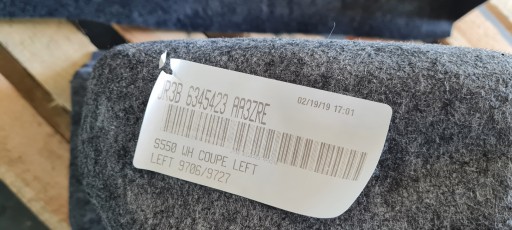 JR3B 6345423 AA3ZRE
02/19/19 17:01
S550 WH COUPE LEFT
LEFT 9706/9727